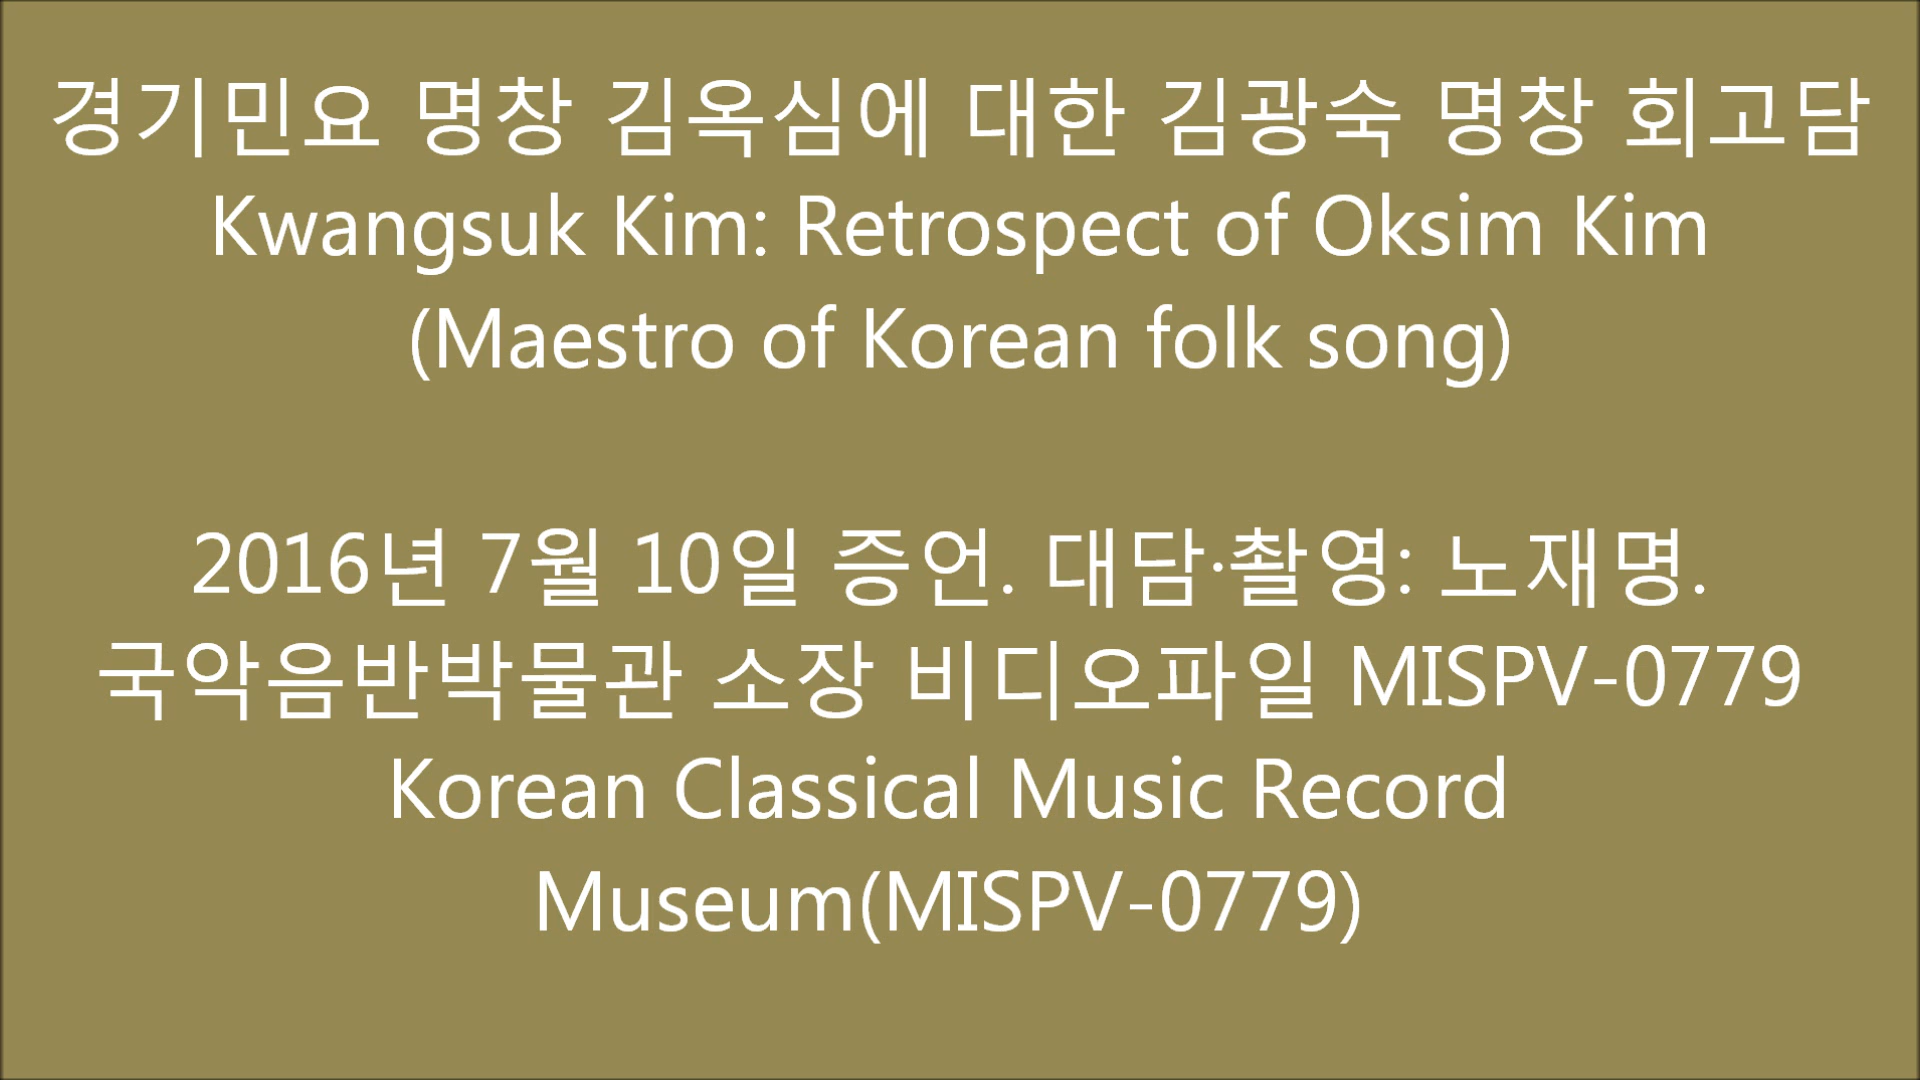 경기민요 명창 김옥심에 대한 김광숙 명창 회고담
Kwangsuk Kim: Retrospect of Oksim Kim
(Maestro of Korean folk song)
2016년 7월 10일 증언. 대담·촬영: 노재명.
국악음반박물관 소장 비디오파일 MISPV-0779
Korean Classical Music Record
Museum(MISPV-0779)